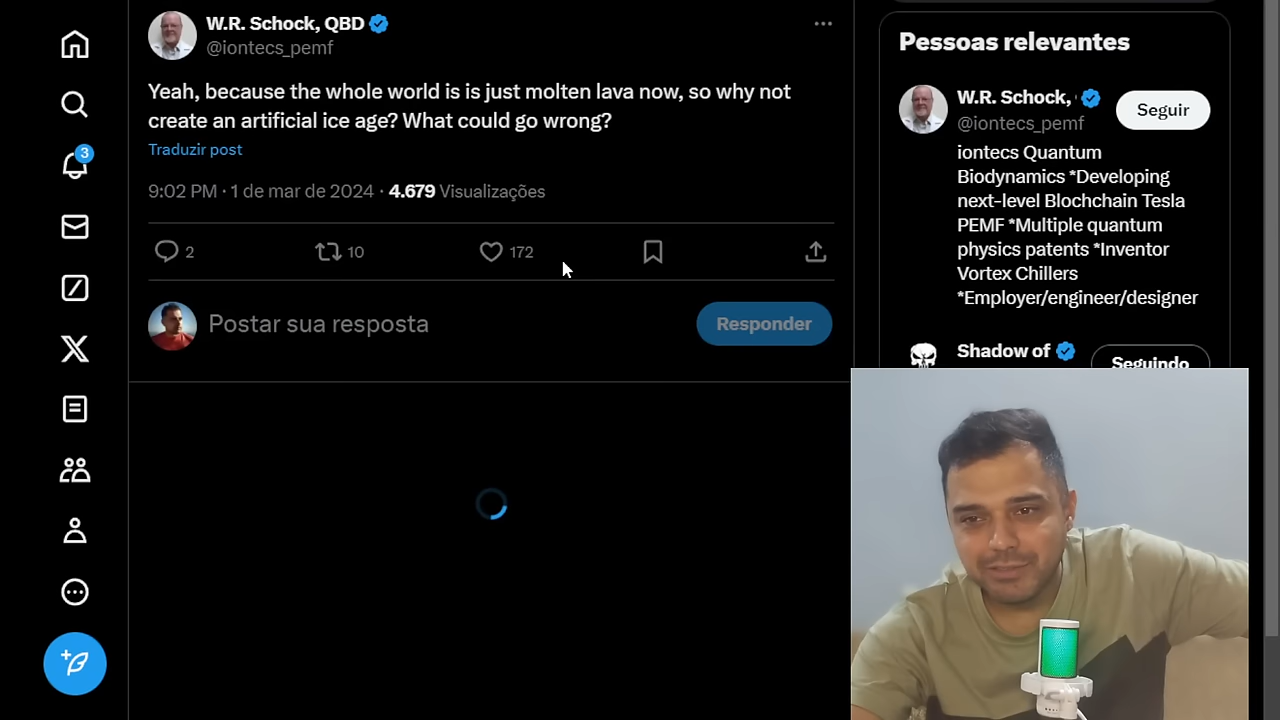 W.R. Schock, QBD
@iontecs_pemf
Yeah, because the whole world is is just molten lava now, so why not
create an artificial ice age? What could go wrong?
Traduzir post
9:02 PM · 1 de mar de 2024 · 4.679 Visualizações
2
10
172
Postar sua resposta
Responder
3
Pessoas relevantes
W.R. Schock,
Seguir
@iontecs_pemf
iontecs Quantum
Biodynamics *Developing
next-level Blochchain Tesla
PEMF *Multiple quantum
physics patents *Inventor
Vortex Chillers
*Employer/engineer/designer
Shadow of
Seguindo